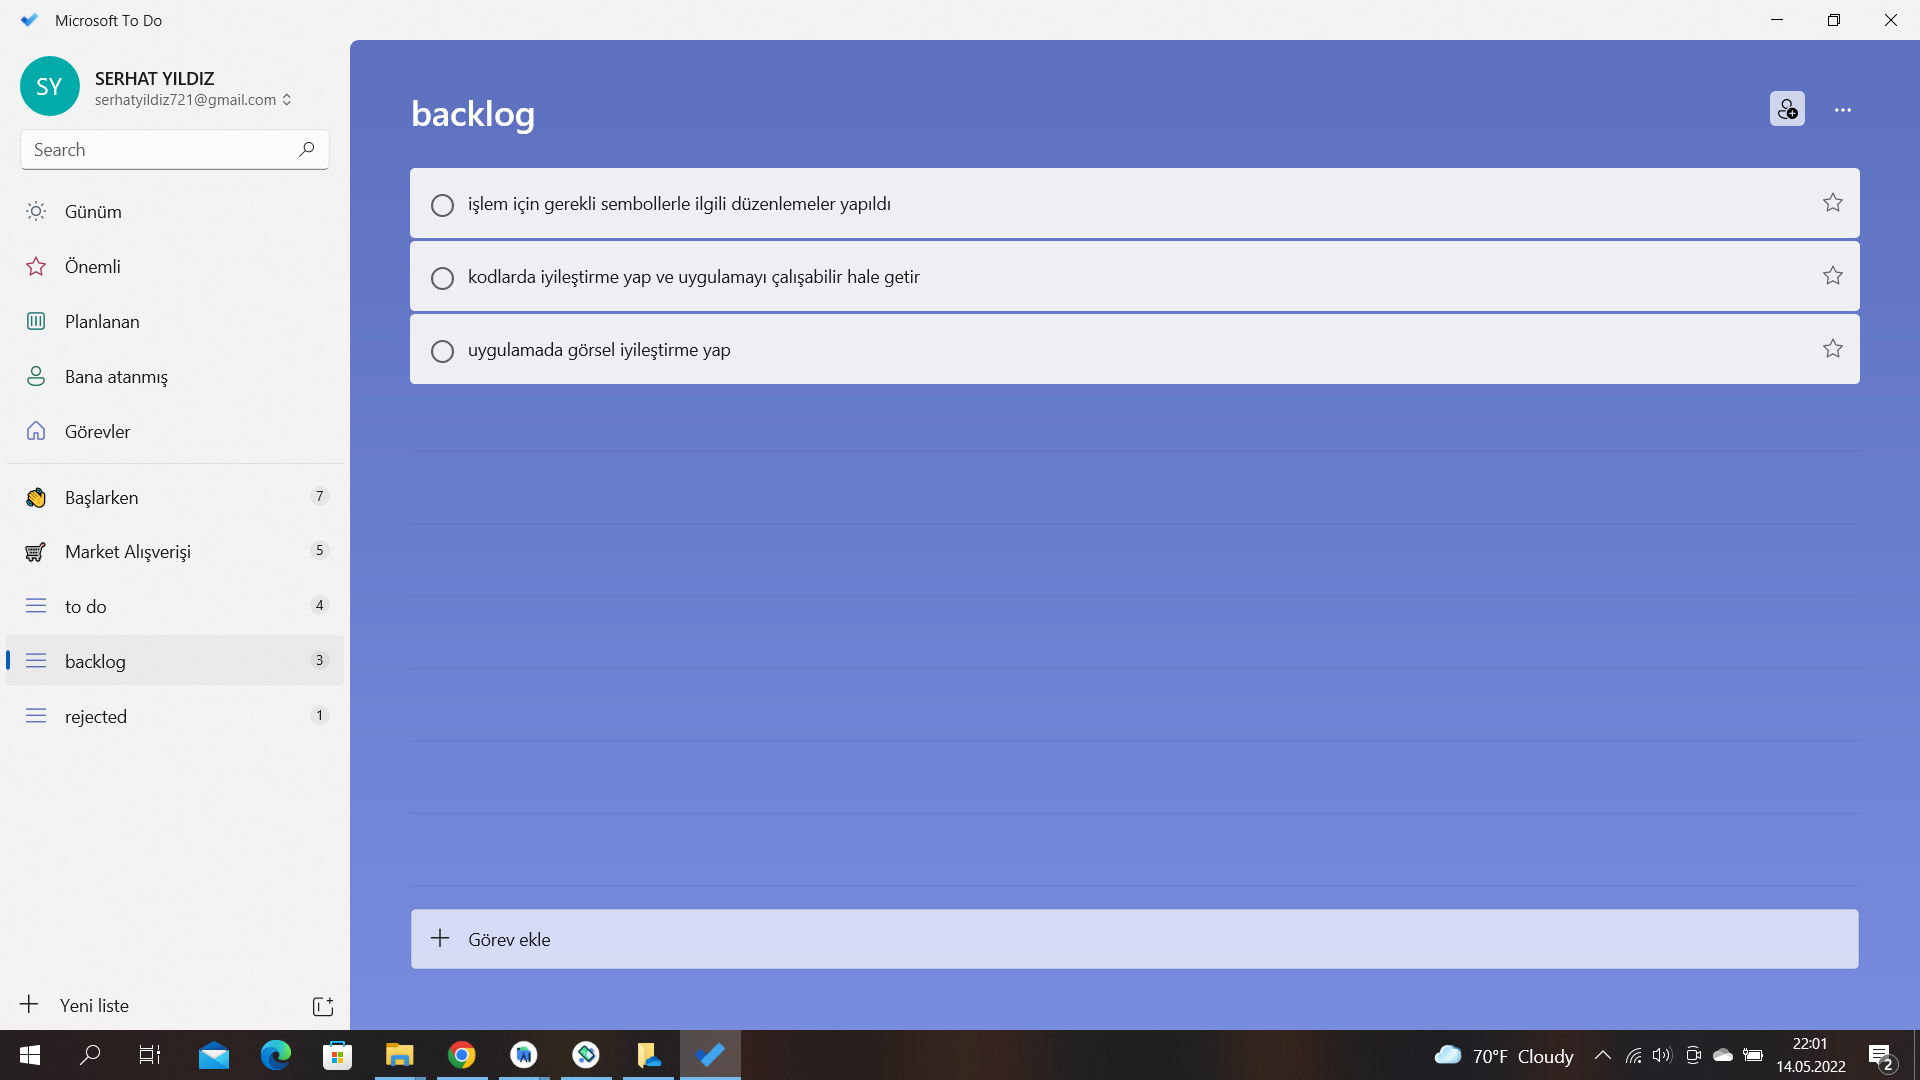 Microsoft To Do
SY
SERHAT YILDIZ
serhatyildiz721@gmail.com
Search
Günüm
Önemli
Planlanan
Bana atanmış
Görevler
Başlarken 7
Market Alışverişi 5
to do 4
backlog 3
rejected 1
Yeni liste
backlog
işlem için gerekli sembollerle ilgili düzenlemeler yapıldı
kodlarda iyileştirme yap ve uygulamayı çalışabilir hale getir
uygulamada görsel iyileştirme yap
Görev ekle
70°F Cloudy
22:01
14.05.2022
2